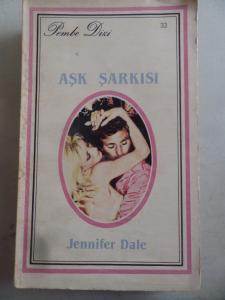 Pembe Dizi
33
AŞK ŞARKISI
Jennifer Dale